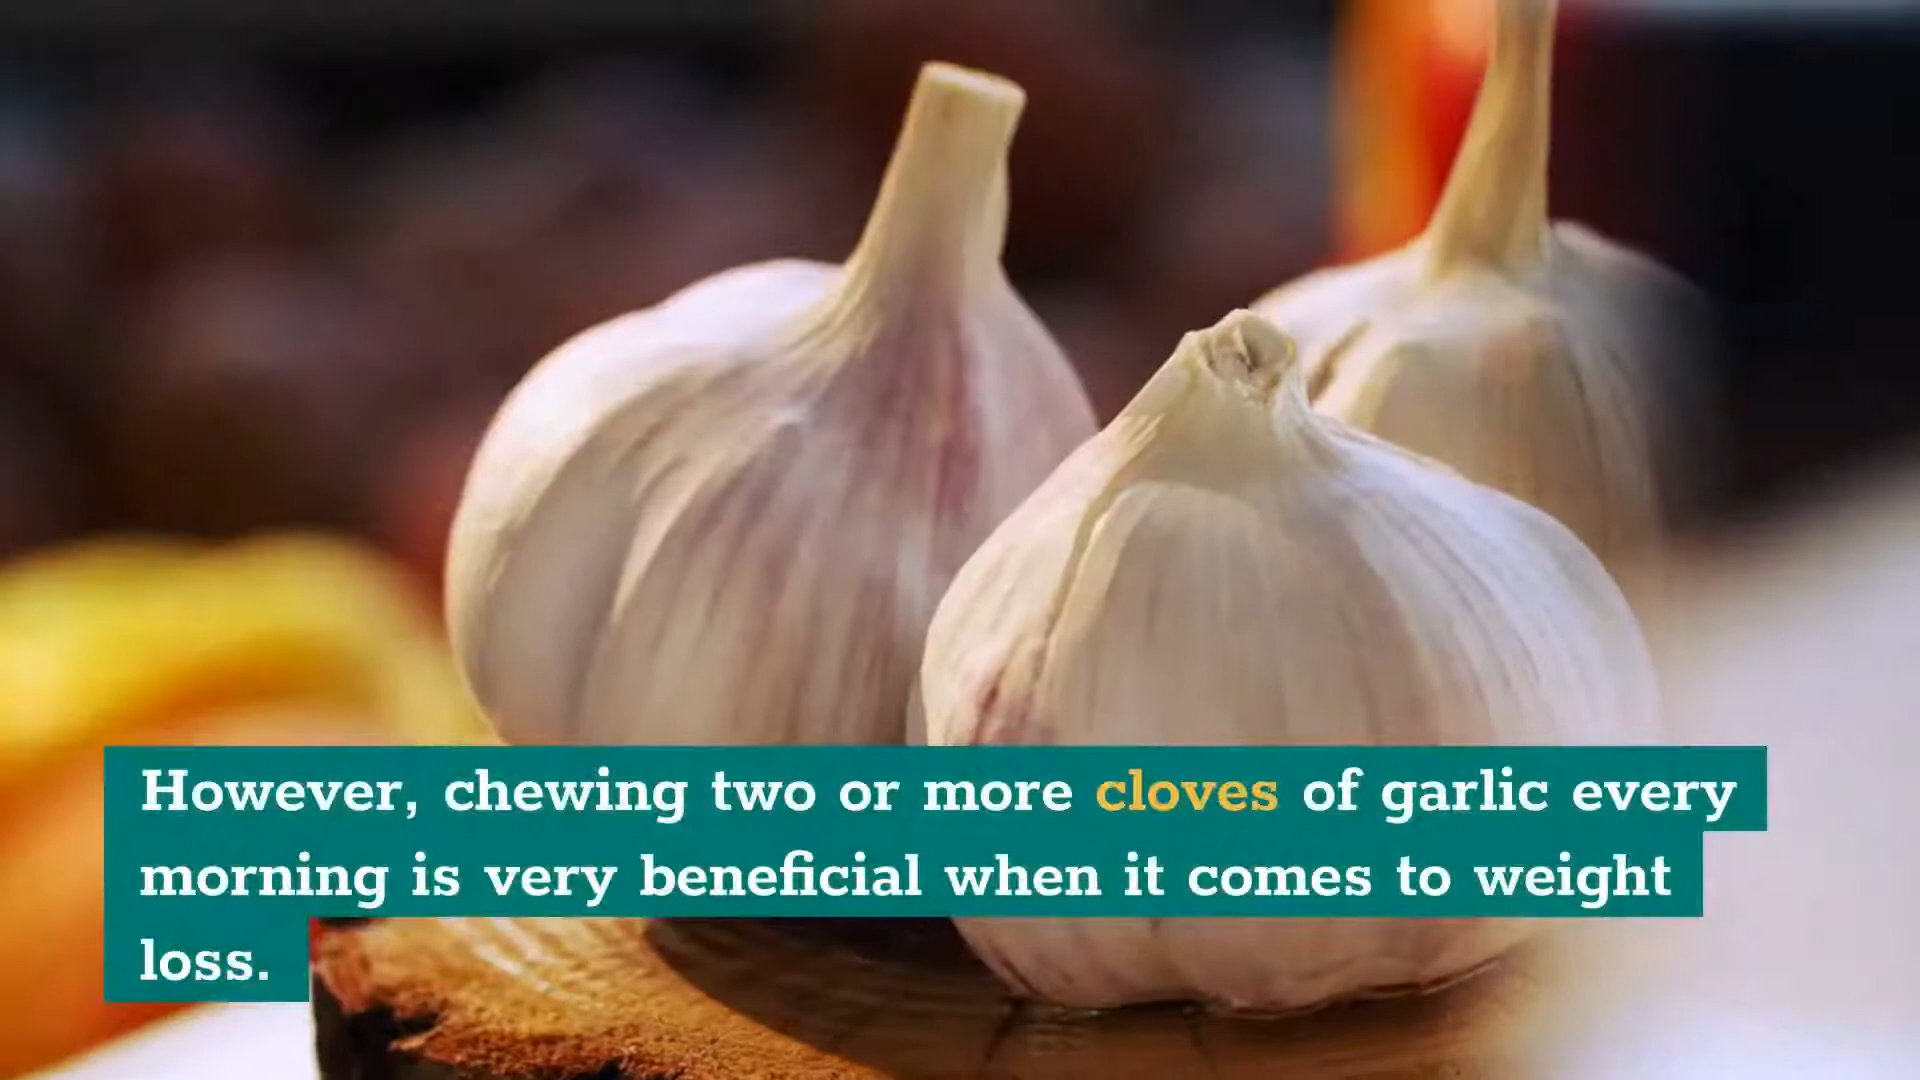 However, chewing two or more cloves of garlic every
morning is very beneficial when it comes to weight
loss.